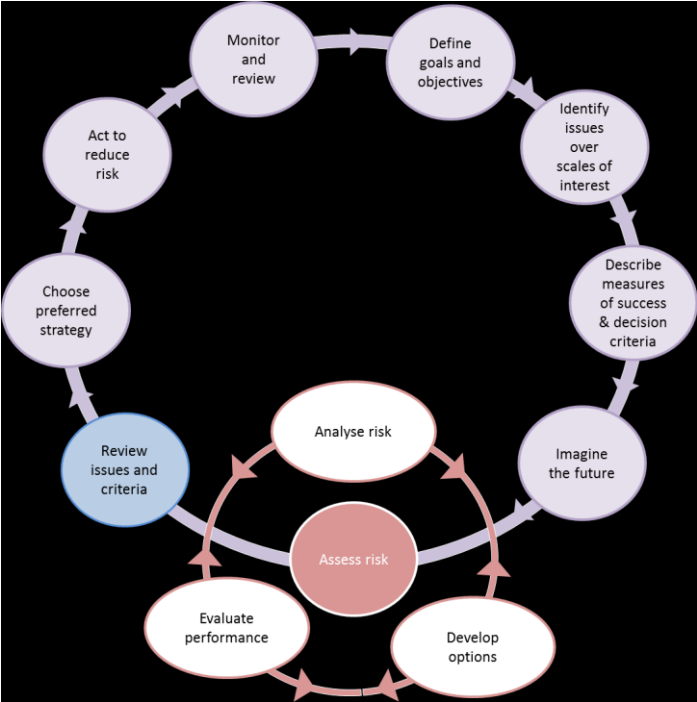 Monitor
and
review
Define
goals and
objectives
Identify
issues
over
scales of
interest
Describe
measures
of success
& decision
criteria
Imagine
the future
Assess risk
Analyse risk
Develop
options
Evaluate
performance
Review
issues and
criteria
Choose
preferred
strategy
Act to
reduce
risk